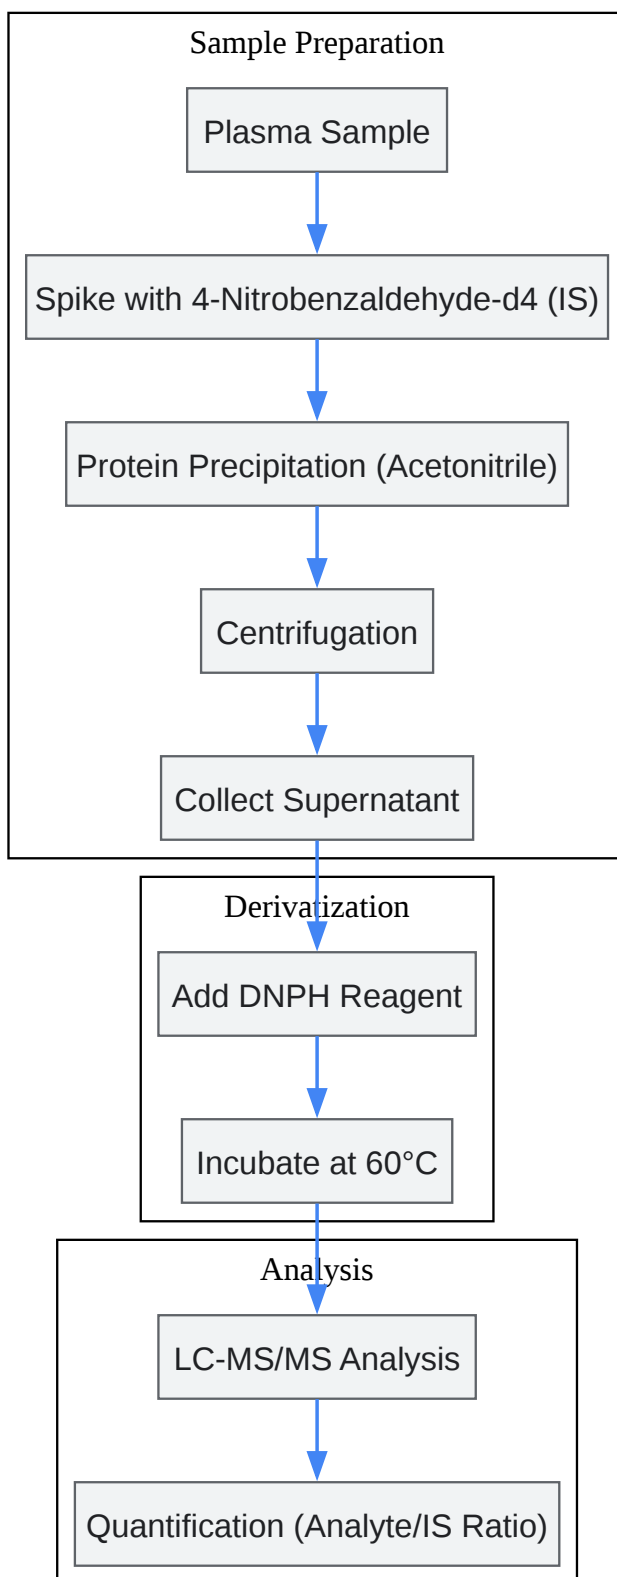 Sample Preparation
Plasma Sample
Spike with 4-Nitrobenzaldehyde-d4 (IS)
Protein Precipitation (Acetonitrile)
Centrifugation
Collect Supernatant
Derivatization
Add DNPH Reagent
Incubate at 60°C
Analysis
LC-MS/MS Analysis
Quantification (Analyte/IS Ratio)